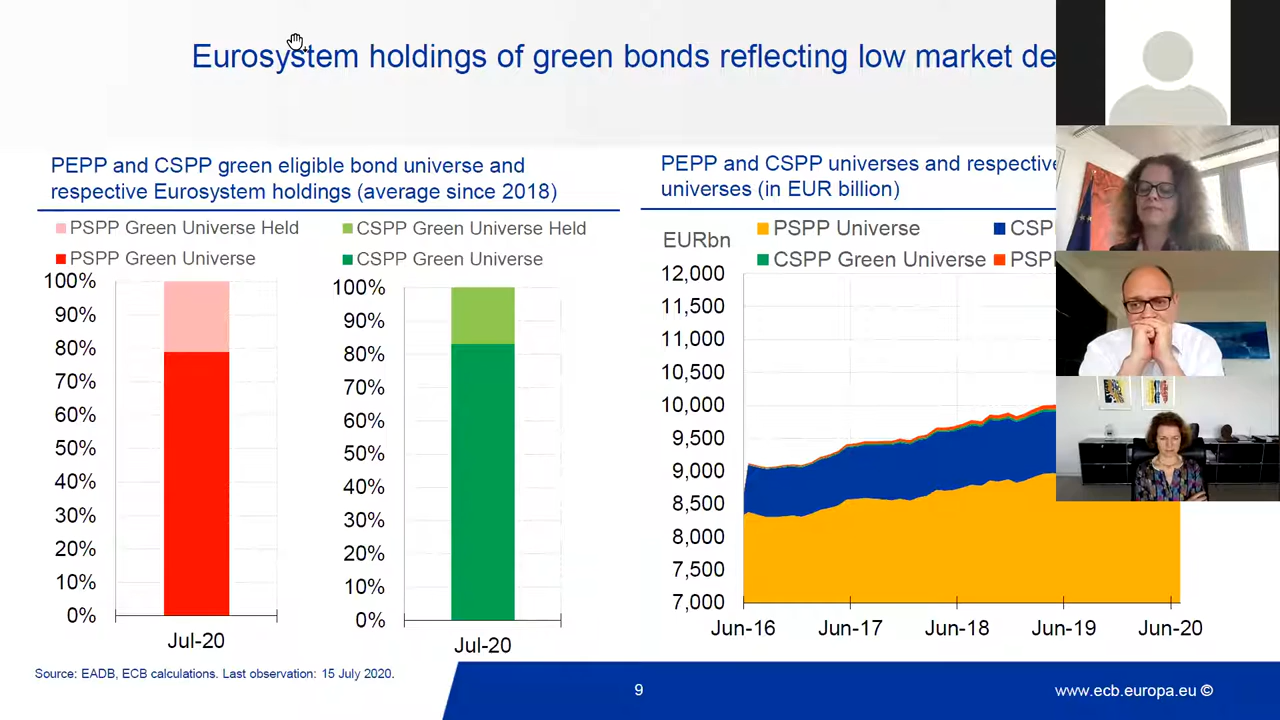 Eurosystem holdings of green bonds reflecting low market de
PEPP and CSPP green eligible bond universe and
respective Eurosystem holdings (average since 2018)
PSPP Green Universe Held
CSPP Green Universe Held
PSPP Green Universe
CSPP Green Universe
100%
90%
80%
70%
60%
50%
40%
30%
20%
10%
0%
Jul-20
100%
90%
80%
70%
60%
50%
40%
30%
20%
10%
0%
Jul-20
PEPP and CSPP universes and respective
universes (in EUR billion)
EURbn
PSPP Universe
CSP
CSPP Green Universe
PSP
12,000
11,500
11,000
10,500
10,000
9,500
9,000
8,500
8,000
7,500
7,000
Jun-16 Jun-17 Jun-18 Jun-19 Jun-20
Source: EADB, ECB calculations. Last observation: 15 July 2020.
9
www.ecb.europa.eu ©